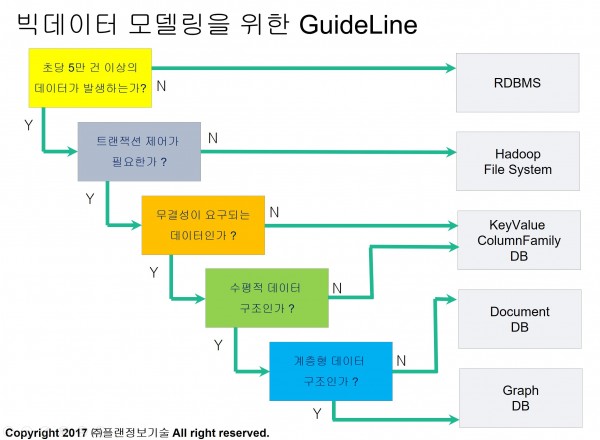 빅데이터 모델링을 위한 GuideLine
초당 5만 건 이상의
데이터가 발생하는가?
N
RDBMS
Y
트랜잭션 제어가
필요한가 ?
N
Hadoop
File System
Y
무결성이 요구되는
데이터인가 ?
N
KeyValue
ColumnFamily
DB
Y
수평적 데이터
구조인가 ?
N
Document
DB
Y
계층형 데이터
구조인가 ?
N
Graph
DB
Y
Copyright 2017 ㈜플랜정보기술 All right reserved.